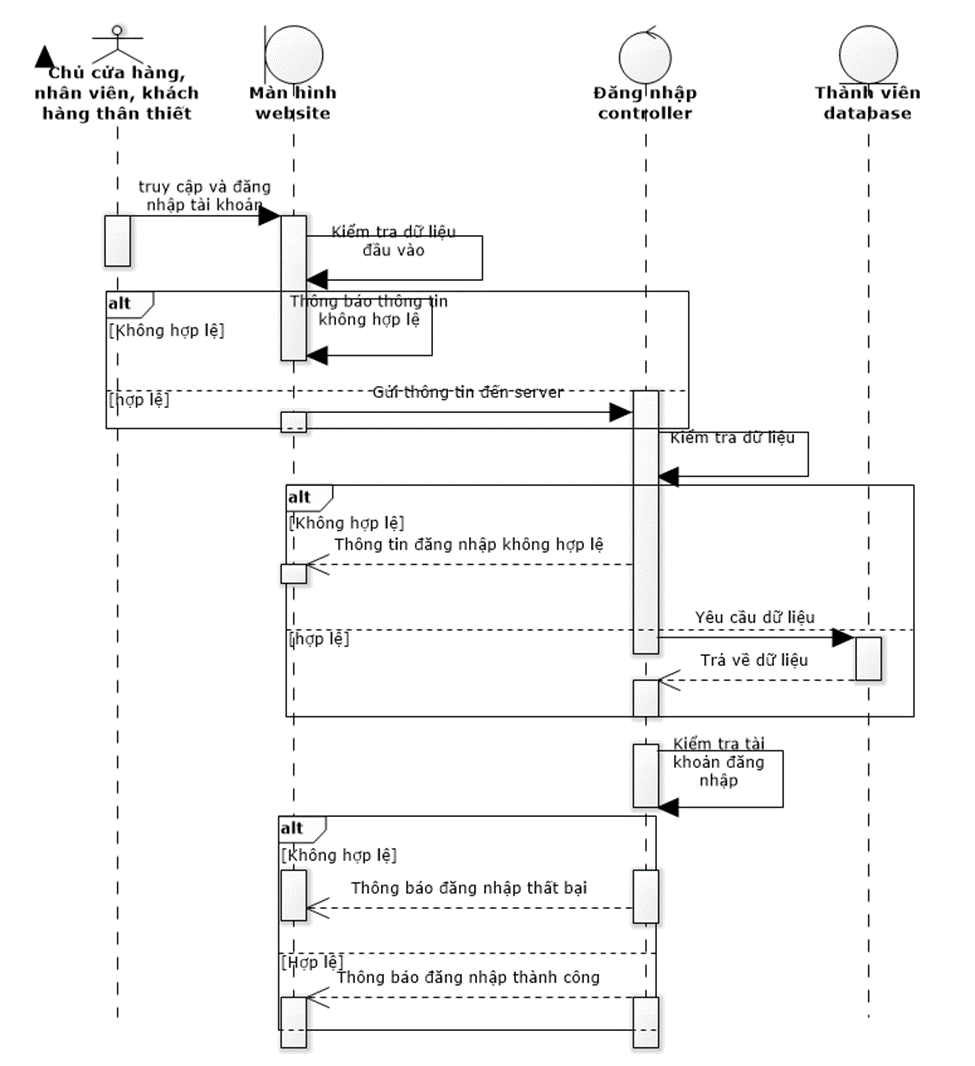 Chủ cửa hàng,
nhân viên, khách
hàng thân thiết
Màn hình
website
Đăng nhập
controller
Thành viên
database
truy cập và đăng
nhập tài khoản
Kiểm tra dữ liệu
đầu vào
alt
[Không hợp lệ]
Thông báo thông tin
không hợp lệ
[hợp lệ]
Gửi thông tin đến server
Kiểm tra dữ liệu
alt
[Không hợp lệ]
Thông tin đăng nhập không hợp lệ
[hợp lệ]
Yêu cầu dữ liệu
Trả về dữ liệu
Kiểm tra tài
khoản đăng
nhập
alt
[Không hợp lệ]
Thông báo đăng nhập thất bại
[Hợp lệ]
Thông báo đăng nhập thành công